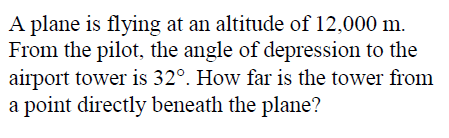 A plane is flying at an altitude of 12,000 m.
From the pilot, the angle of depression to the
airport tower is 32°. How far is the tower from
a point directly beneath the plane?